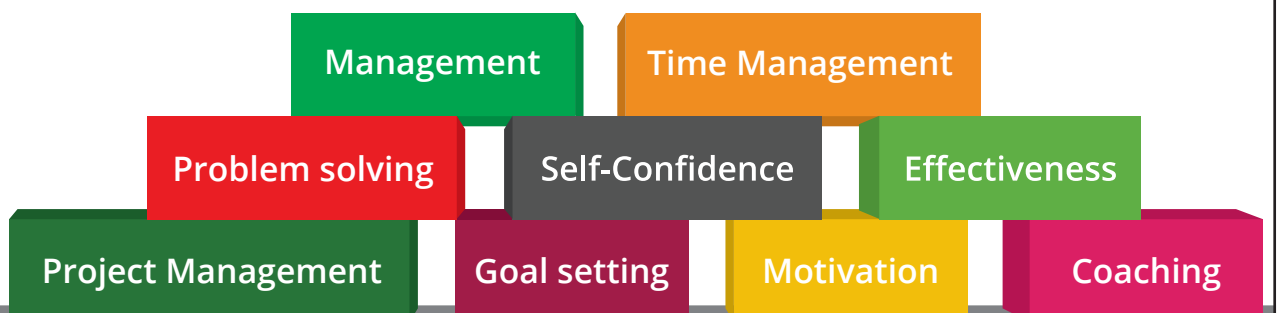 Management
Time Management
Problem solving
Self-Confidence
Effectiveness
Project Management
Goal setting
Motivation
Coaching